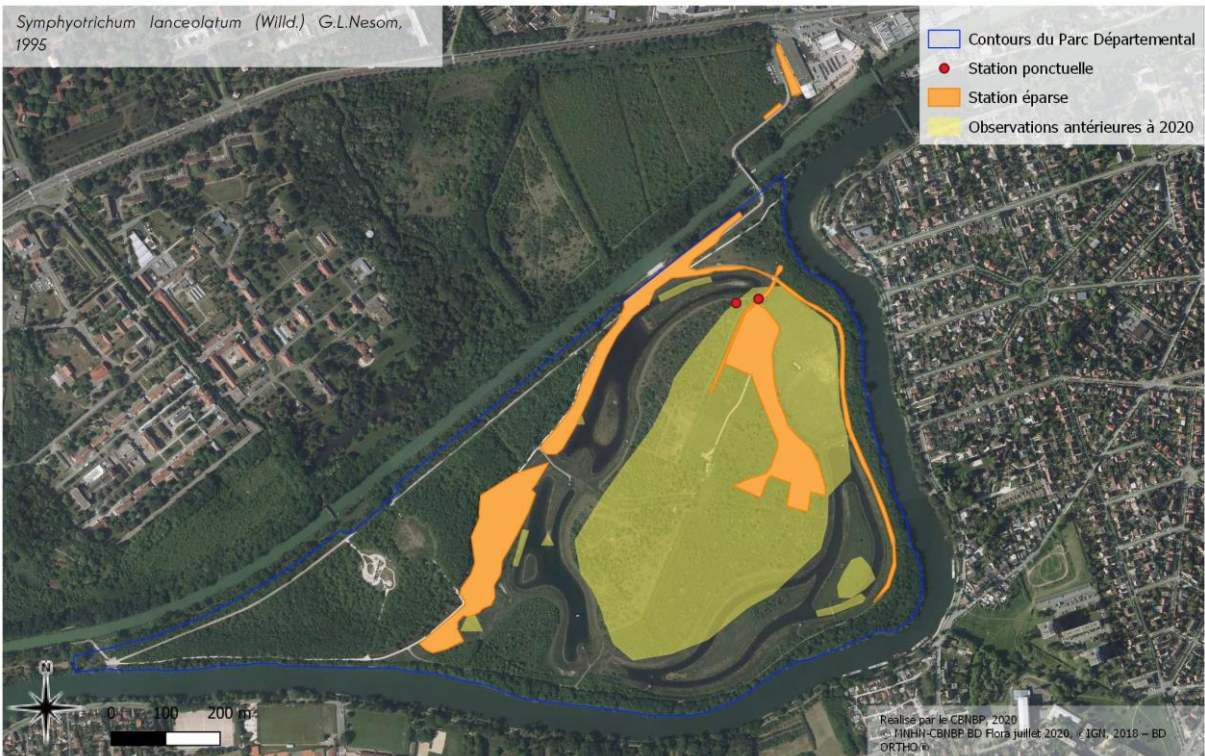 Symphyotrichum lanceolatum (Willd.) G.L.Nesom,
1995
Contours du Parc Départemental
Station ponctuelle
Station éparse
Observations antérieures à 2020
N
0 100 200 m
Réalisé par le CBNBP, 2020
© MNHN-CBNBP BD Flora juillet 2020, © IGN, 2018 – BD
ORTHO ®